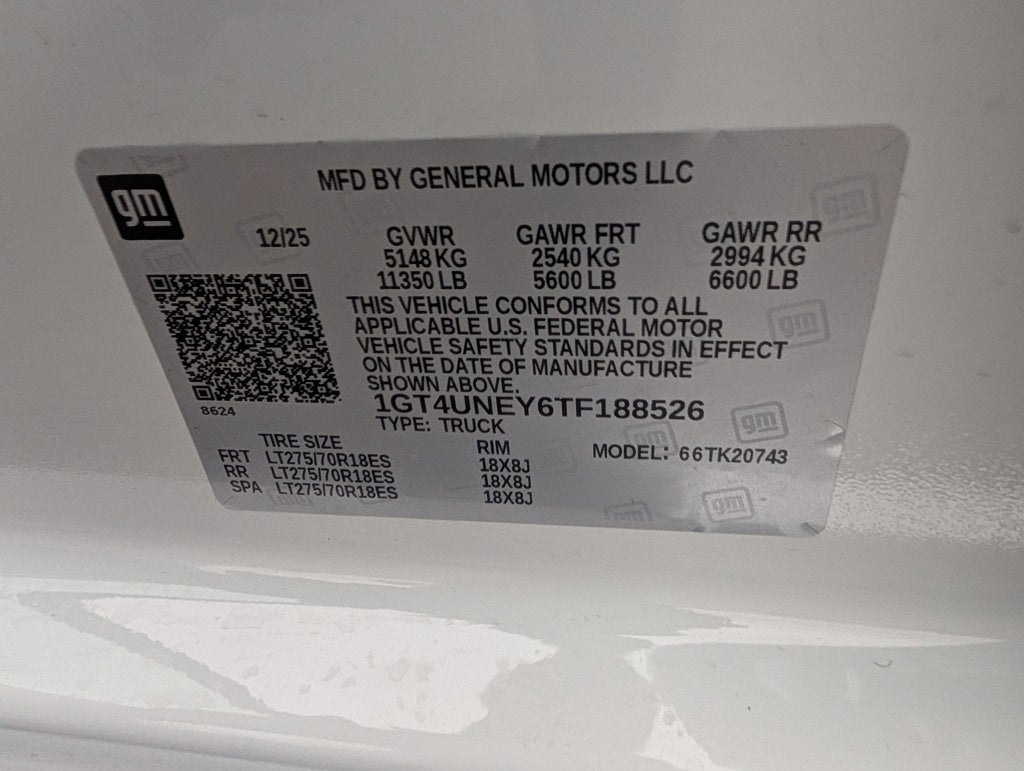 gm
MFD BY GENERAL MOTORS LLC
12/25
GVWR GAWR FRT GAWR RR
5148 KG 2540 KG 2994 KG
11350 LB 5600 LB 6600 LB
THIS VEHICLE CONFORMS TO ALL
APPLICABLE U.S. FEDERAL MOTOR
VEHICLE SAFETY STANDARDS IN EFFECT
ON THE DATE OF MANUFACTURE
SHOWN ABOVE.
8624
1GT4UNEY6TF188526
TYPE: TRUCK
TIRE SIZE RIM MODEL: 66TK20743
FRT LT275/70R18ES 18X8J
RR LT275/70R18ES 18X8J
SPA LT275/70R18ES 18X8J